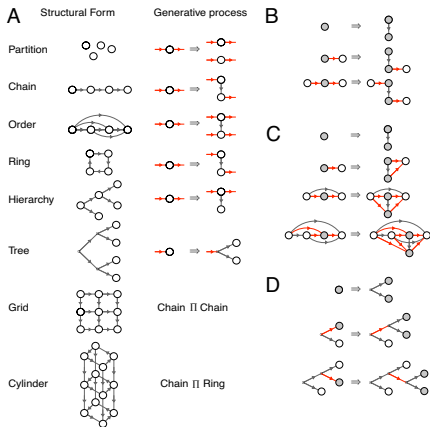 A
Structural Form
Generative process
Partition
Chain
Order
Ring
Hierarchy
Tree
Grid
Chain Π Chain
Cylinder
Chain Π Ring
B
C
D